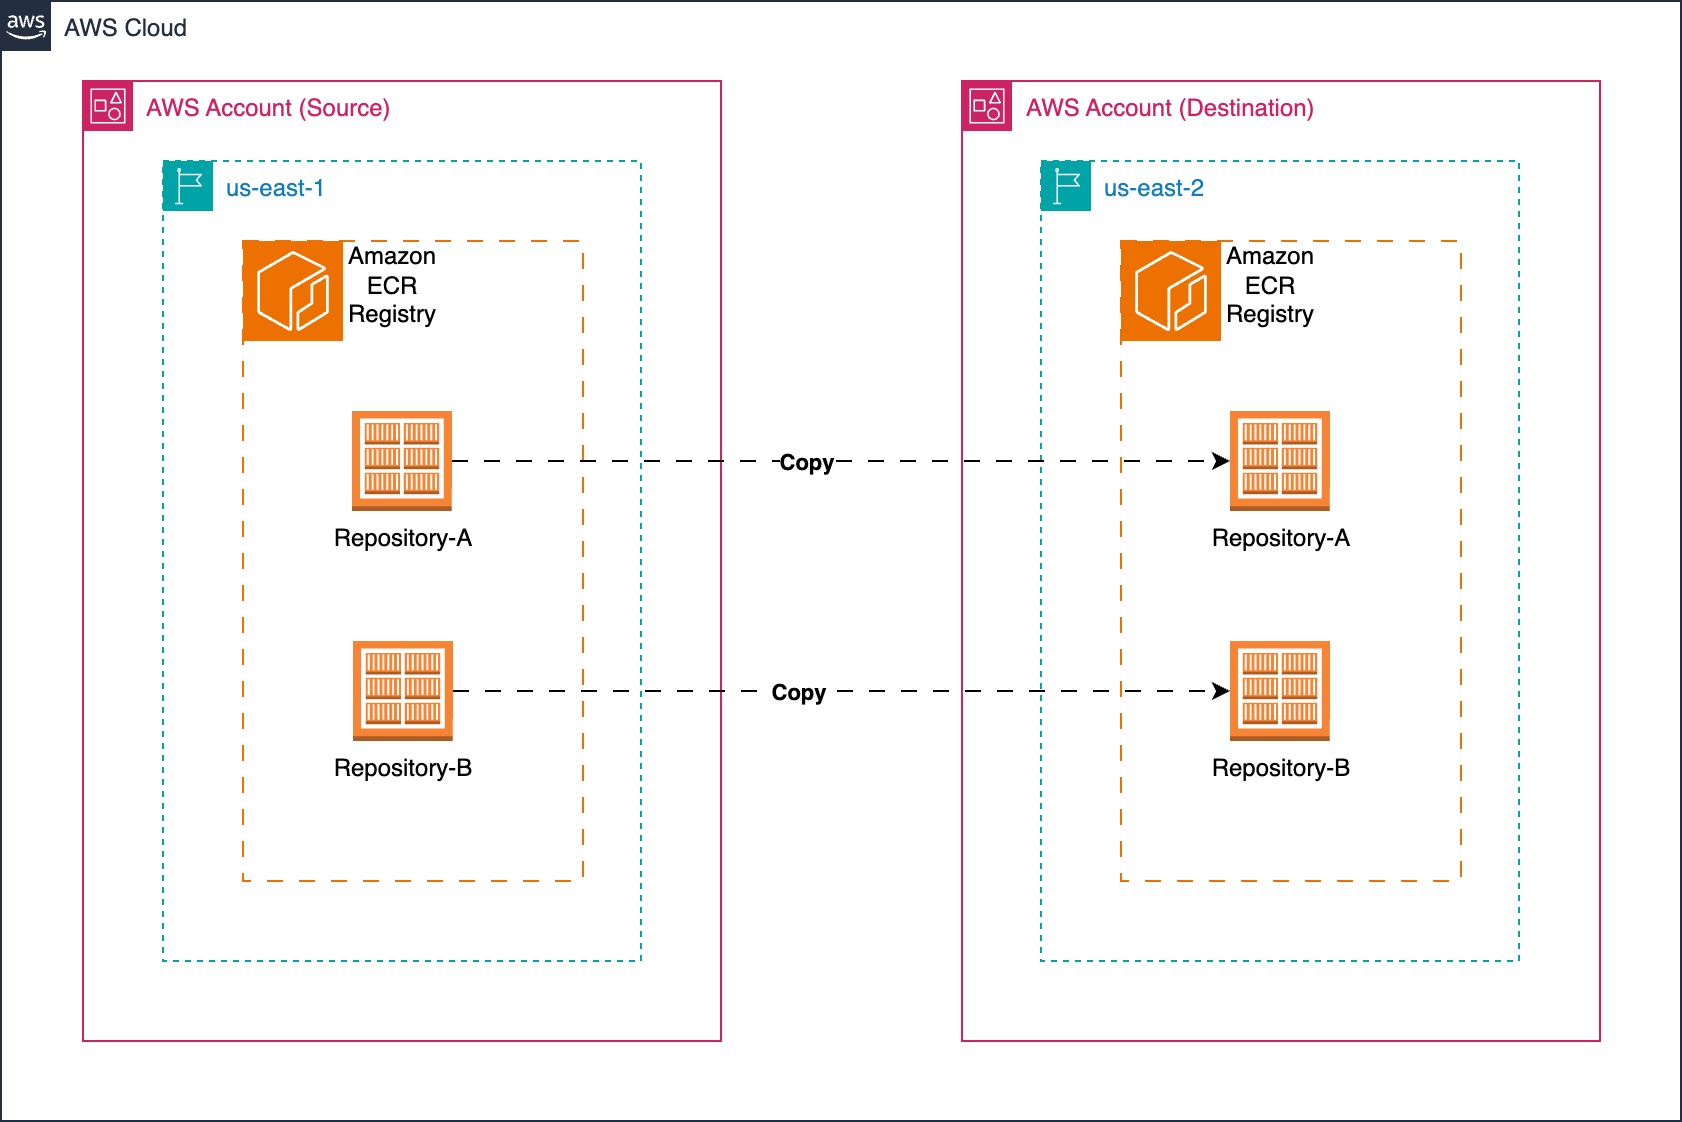 aws
AWS Cloud
AWS Account (Source)
us-east-1
Amazon
ECR
Registry
Repository-A
Repository-B
Copy
Copy
AWS Account (Destination)
us-east-2
Amazon
ECR
Registry
Repository-A
Repository-B